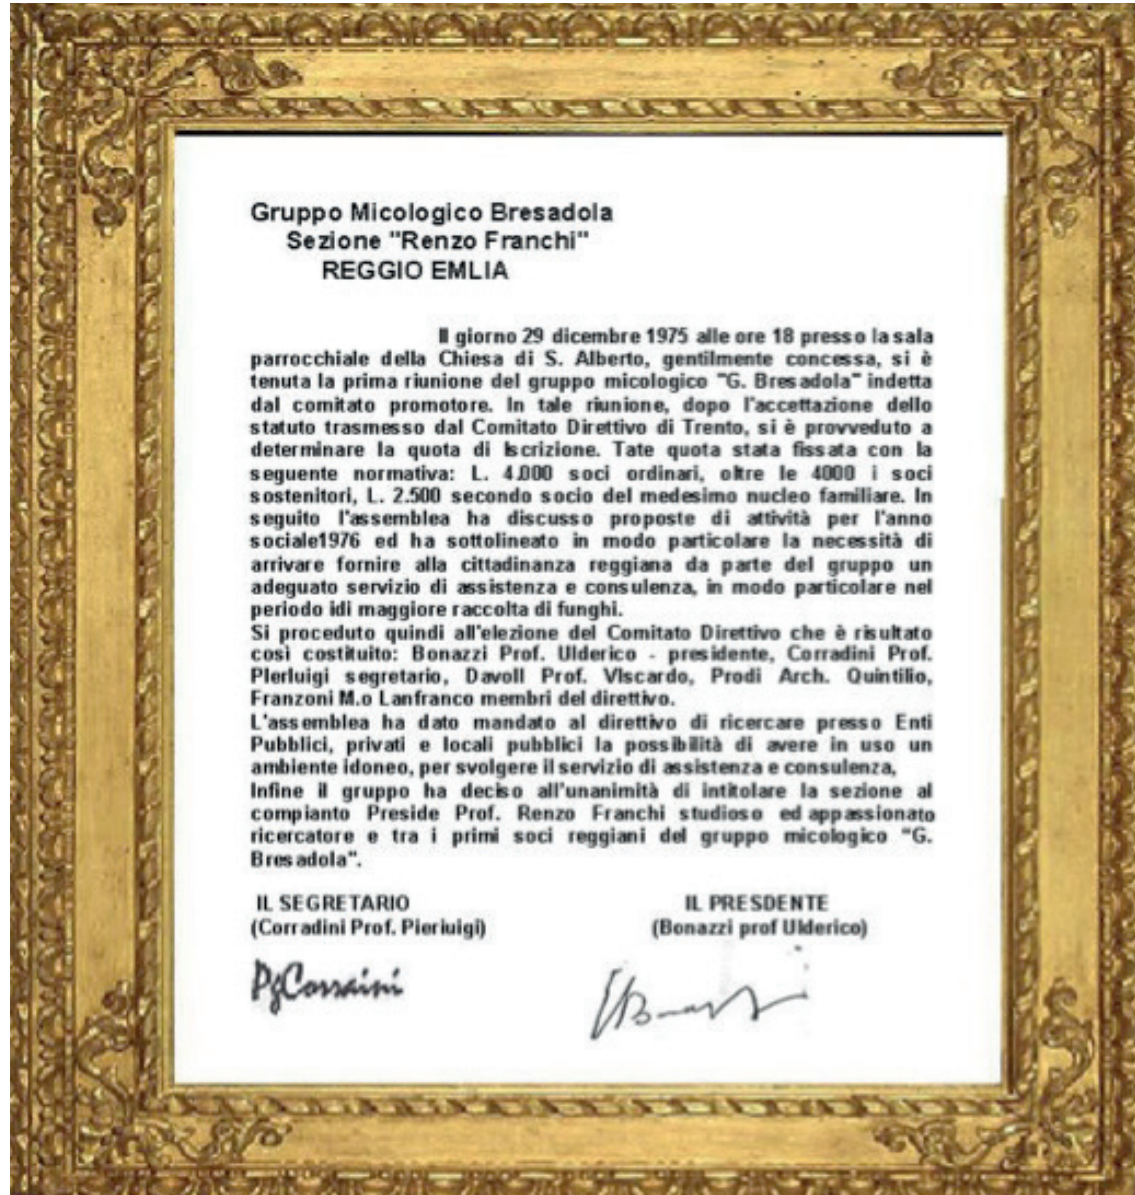 Gruppo Micologico Bresadola
Sezione "Renzo Franchi"
REGGIO EMLIA
Il giorno 29 dicembre 1975 alle ore 18 presso la sala
parrocchiale della Chiesa di S. Alberto, gentilmente concessa, si è
tenuta la prima riunione del gruppo micologico "G. Bresadola" indetta
dal comitato promotore. In tale riunione, dopo l'accettazione dello
statuto trasmesso dal Comitato Direttivo di Trento, si è provveduto a
determinare la quota di Iscrizione. Tate quota stata fissata con la
seguente normativa: L. 4.000 soci ordinari, oltre le 4000 i soci
sostenitori, L. 2.500 secondo socio del medesimo nucleo familiare. In
seguito l'assemblea ha discusso proposte di attività per l'anno
sociale1976 ed ha sottolineato in modo particolare la necessità di
arrivare fornire alla cittadinanza reggiana da parte del gruppo un
adeguato servizio di assistenza e consulenza, in modo particolare nel
periodo idi maggiore raccolta di funghi.
Si proceduto quindi all'elezione del Comitato Direttivo che è risultato
così costituito: Bonazzi Prof. Ulderico - presidente, Corradini Prof.
Pierluigi segretario, Davoll Prof. VIscardo, Prodi Arch. Quintilio,
Franzoni M.o Lanfranco membri del direttivo.
L'assemblea ha dato mandato al direttivo di ricercare presso Enti
Pubblici, privati e locali pubblici la possibilità di avere in uso un
ambiente idoneo, per svolgere il servizio di assistenza e consulenza,
Infine il gruppo ha deciso all'unanimità di intitolare la sezione al
compianto Preside Prof. Renzo Franchi studioso ed appassionato
ricercatore e tra i primi soci reggiani del gruppo micologico "G.
Bresadola".
IL SEGRETARIO IL PRESDENTE
(Corradini Prof. Pieriuigi) (Bonazzi prof Ulderico)